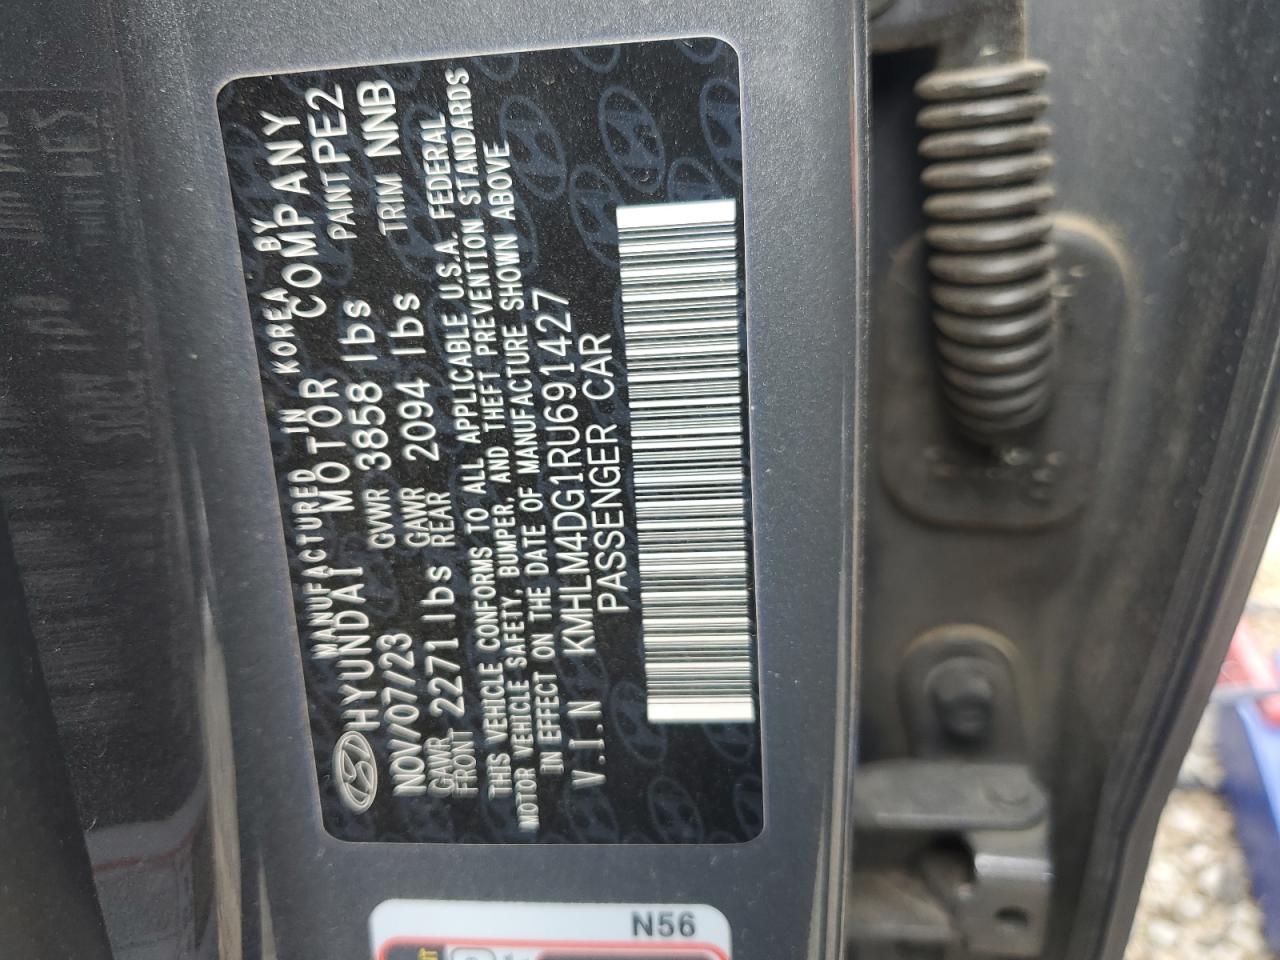 MANUFACTURED IN KOREA BY
HYUNDAI MOTOR COMPANY
NOV/07/23 GVWR 3858 lbs PAINT PE2
GAWR FRONT 2271 lbs GAWR REAR 2094 lbs TRIM NNB
THIS VEHICLE CONFORMS TO ALL APPLICABLE U.S.A. FEDERAL
MOTOR VEHICLE SAFETY, BUMPER, AND THEFT PREVENTION STANDARDS
IN EFFECT ON THE DATE OF MANUFACTURE SHOWN ABOVE
V.I.N KMHLM4DG1RU691427
PASSENGER CAR
N56